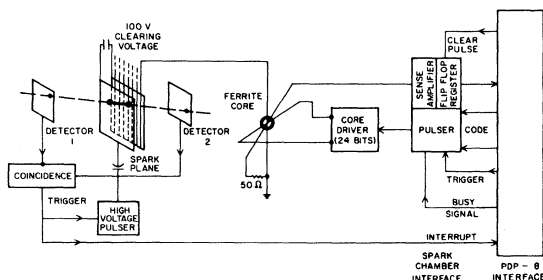 100 V
CLEARING
VOLTAGE
CLEAR
PULSE
SENSE
AMPLIFIER
FLIP FLOP
REGISTER
FERRITE
CORE
DETECTOR
1
DETECTOR
2
SPARK
PLANE
CORE
DRIVER
(24 BITS)
PULSER
CODE
COINCIDENCE
TRIGGER
HIGH
VOLTAGE
PULSER
50 Ω
TRIGGER
BUSY
SIGNAL
INTERRUPT
SPARK
CHAMBER
INTERFACE
PDP - 8
INTERFACE